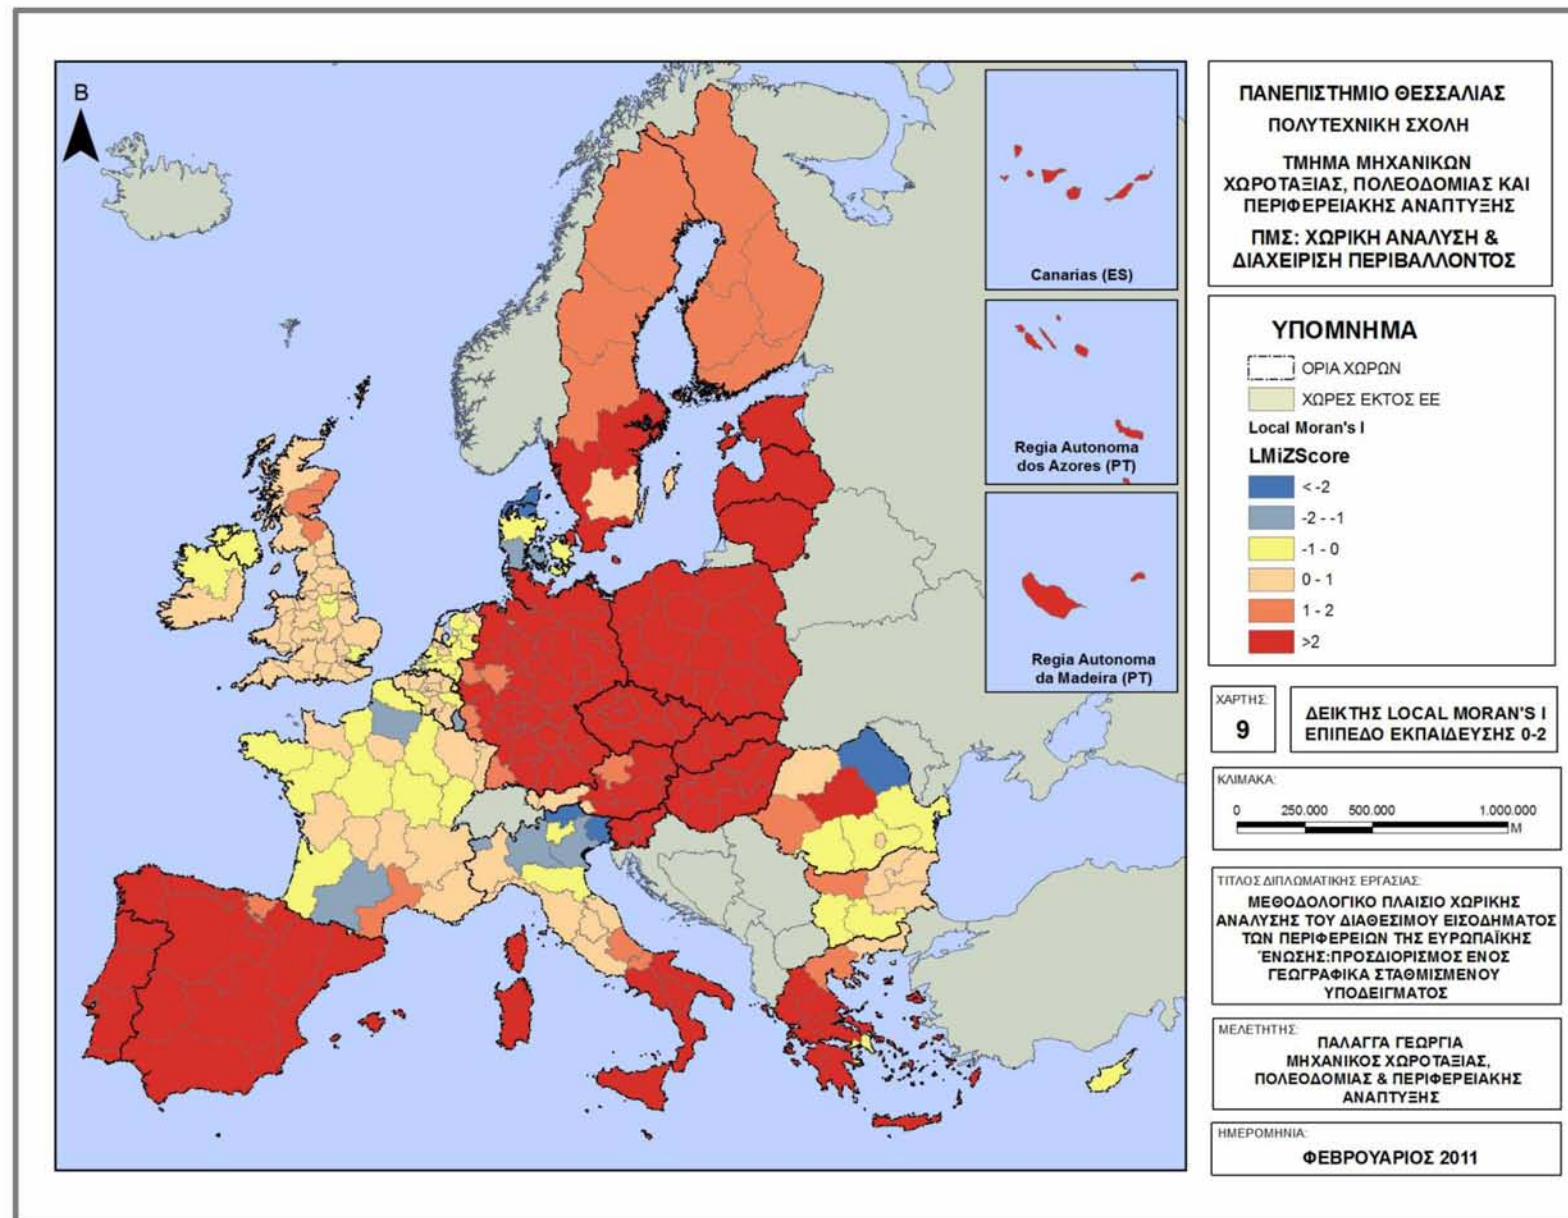 B
Canarias (ES)
Regia Autonoma
dos Azores (PT)
Regia Autonoma
da Madeira (PT)
ΠΑΝΕΠΙΣΤΗΜΙΟ ΘΕΣΣΑΛΙΑΣ
ΠΟΛΥΤΕΧΝΙΚΗ ΣΧΟΛΗ
ΤΜΗΜΑ ΜΗΧΑΝΙΚΩΝ
ΧΩΡΟΤΑΞΙΑΣ, ΠΟΛΕΟΔΟΜΙΑΣ ΚΑΙ
ΠΕΡΙΦΕΡΕΙΑΚΗΣ ΑΝΑΠΤΥΞΗΣ
ΠΜΣ: ΧΩΡΙΚΗ ΑΝΑΛΥΣΗ &
ΔΙΑΧΕΙΡΙΣΗ ΠΕΡΙΒΑΛΛΟΝΤΟΣ
ΥΠΟΜΝΗΜΑ
ΟΡΙΑ ΧΩΡΩΝ
ΧΩΡΕΣ ΕΚΤΟΣ ΕΕ
Local Moran's I
LMiZScore
< -2
-2 - -1
-1 - 0
0 - 1
1 - 2
>2
ΧΑΡΤΗΣ:
9
ΔΕΙΚΤΗΣ LOCAL MORAN'S I
ΕΠΙΠΕΔΟ ΕΚΠΑΙΔΕΥΣΗΣ 0-2
ΚΛΙΜΑΚΑ:
0 250.000 500.000 1.000.000
M
ΤΙΤΛΟΣ ΔΙΠΛΩΜΑΤΙΚΗΣ ΕΡΓΑΣΙΑΣ:
ΜΕΘΟΔΟΛΟΓΙΚΟ ΠΛΑΙΣΙΟ ΧΩΡΙΚΗΣ
ΑΝΑΛΥΣΗΣ ΤΟΥ ΔΙΑΘΕΣΙΜΟΥ ΕΙΣΟΔΗΜΑΤΟΣ
ΤΩΝ ΠΕΡΙΦΕΡΕΙΩΝ ΤΗΣ ΕΥΡΩΠΑΪΚΗΣ
ΈΝΩΣΗΣ:ΠΡΟΣΔΙΟΡΙΣΜΟΣ ΕΝΟΣ
ΓΕΩΓΡΑΦΙΚΑ ΣΤΑΘΜΙΣΜΕΝΟΥ
ΥΠΟΔΕΙΓΜΑΤΟΣ
ΜΕΛΕΤΗΤΗΣ:
ΠΑΛΑΓΓΑ ΓΕΩΡΓΙΑ
ΜΗΧΑΝΙΚΟΣ ΧΩΡΟΤΑΞΙΑΣ,
ΠΟΛΕΟΔΟΜΙΑΣ & ΠΕΡΙΦΕΡΕΙΑΚΗΣ
ΑΝΑΠΤΥΞΗΣ
ΗΜΕΡΟΜΗΝΙΑ:
ΦΕΒΡΟΥΑΡΙΟΣ 2011